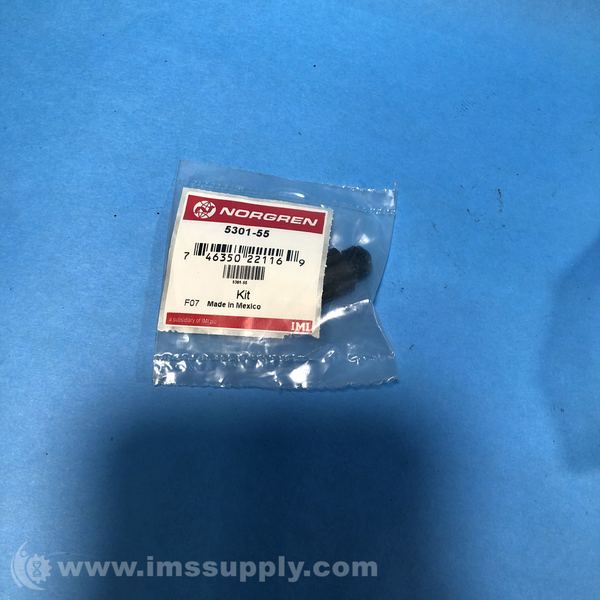 NORGREN
5301-55
7 46350 22116 9
5301-55
Kit
F07 Made in Mexico
a subsidiary of IMI plc
IMI
www.imssupply.com